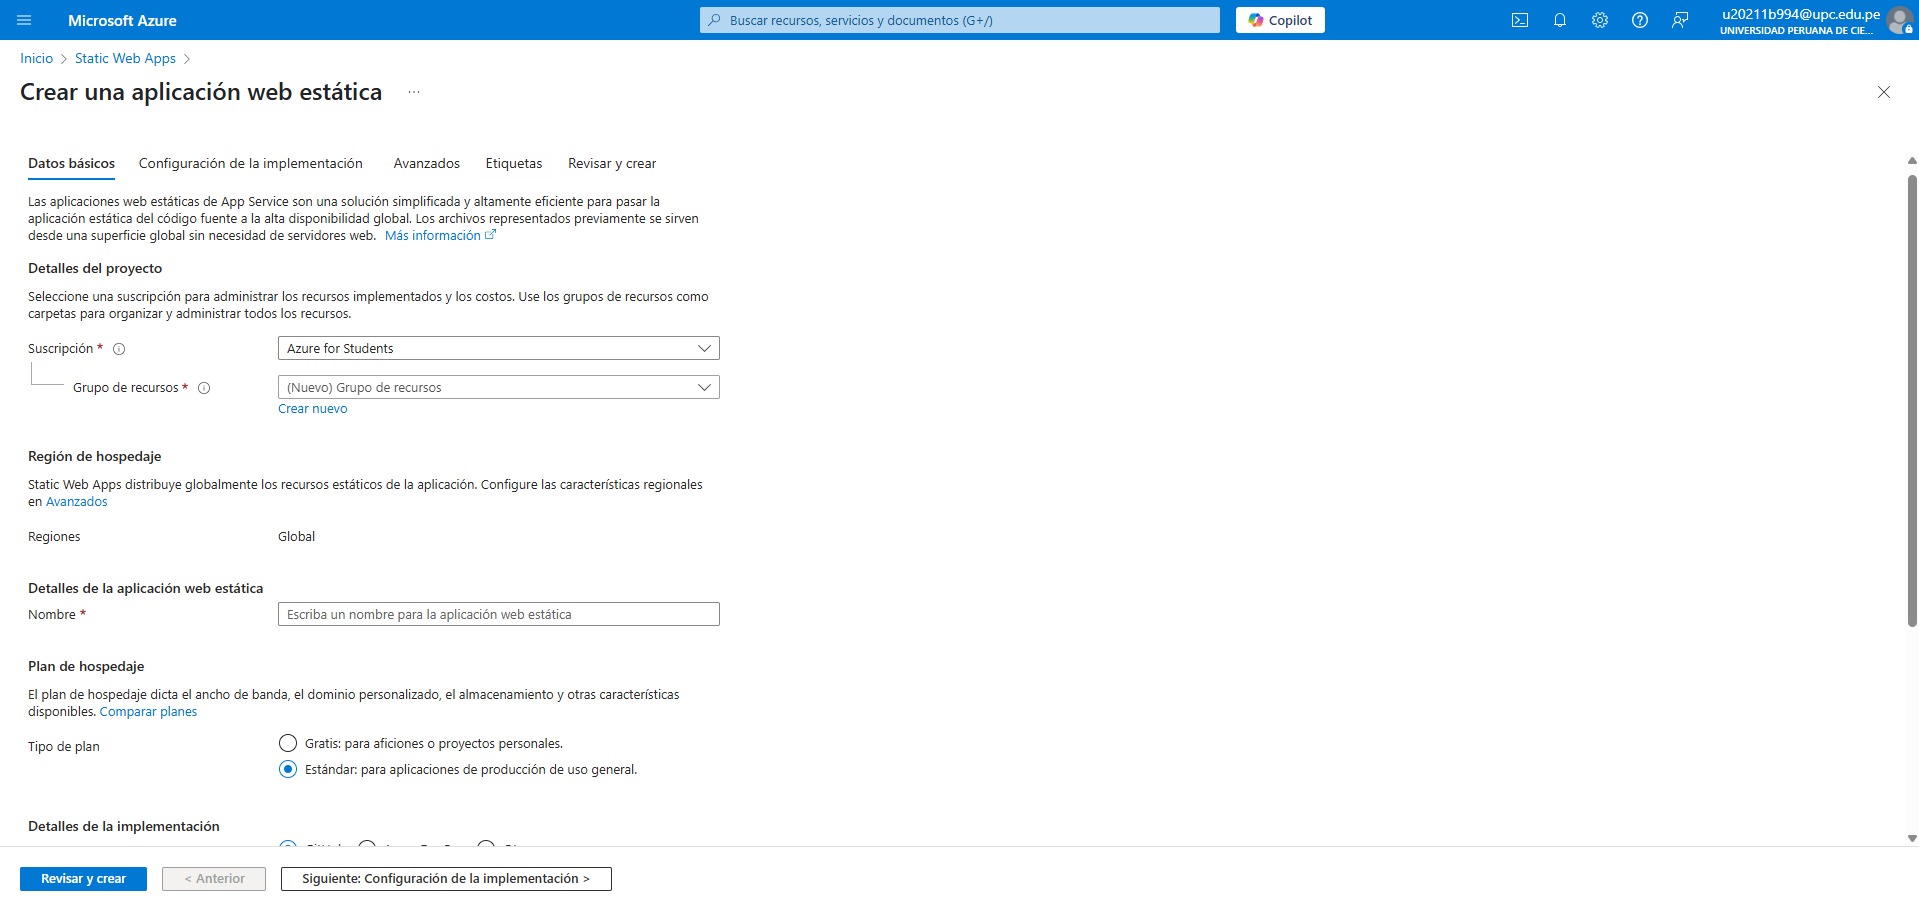 Microsoft Azure
Buscar recursos, servicios y documentos (G+/)
Copilot
u20211b994@upc.edu.pe
UNIVERSIDAD PERUANA DE CIE...
Inicio > Static Web Apps >
Crear una aplicación web estática ...
Datos básicos Configuración de la implementación Avanzados Etiquetas Revisar y crear
Las aplicaciones web estáticas de App Service son una solución simplificada y altamente eficiente para pasar la
aplicación estática del código fuente a la alta disponibilidad global. Los archivos representados previamente se sirven
desde una superficie global sin necesidad de servidores web. Más información
Detalles del proyecto
Seleccione una suscripción para administrar los recursos implementados y los costos. Use los grupos de recursos como
carpetas para organizar y administrar todos los recursos.
Suscripción *
Azure for Students
Grupo de recursos *
(Nuevo) Grupo de recursos
Crear nuevo
Región de hospedaje
Static Web Apps distribuye globalmente los recursos estáticos de la aplicación. Configure las características regionales
en Avanzados
Regiones
Global
Detalles de la aplicación web estática
Nombre *
Escriba un nombre para la aplicación web estática
Plan de hospedaje
El plan de hospedaje dicta el ancho de banda, el dominio personalizado, el almacenamiento y otras características
disponibles. Comparar planes
Tipo de plan
Gratis: para aficiones o proyectos personales.
Estándar: para aplicaciones de producción de uso general.
Detalles de la implementación
Revisar y crear
< Anterior
Siguiente: Configuración de la implementación >